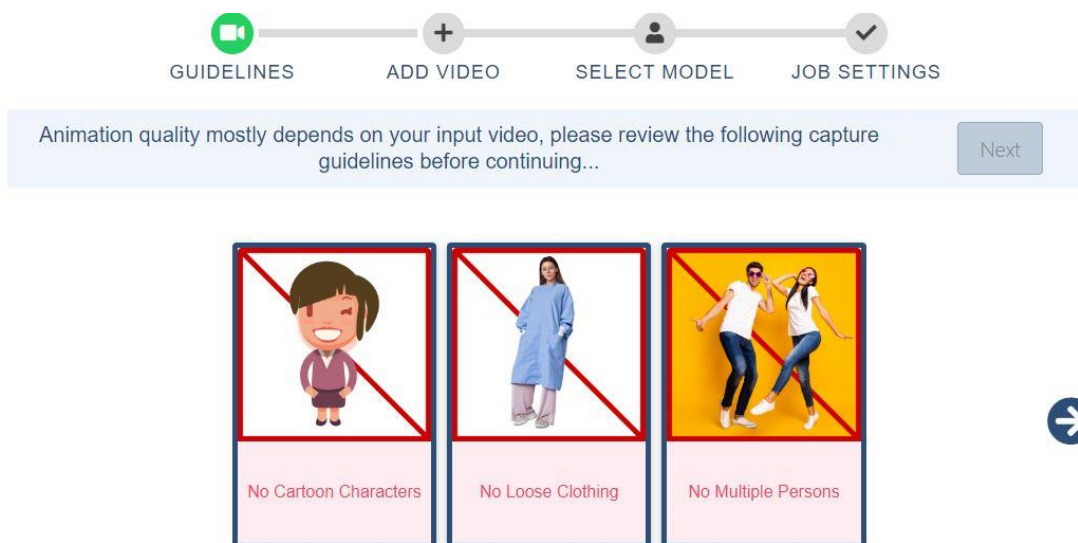 GUIDELINES
ADD VIDEO
SELECT MODEL
JOB SETTINGS
Animation quality mostly depends on your input video, please review the following capture
guidelines before continuing...
Next
No Cartoon Characters
No Loose Clothing
No Multiple Persons